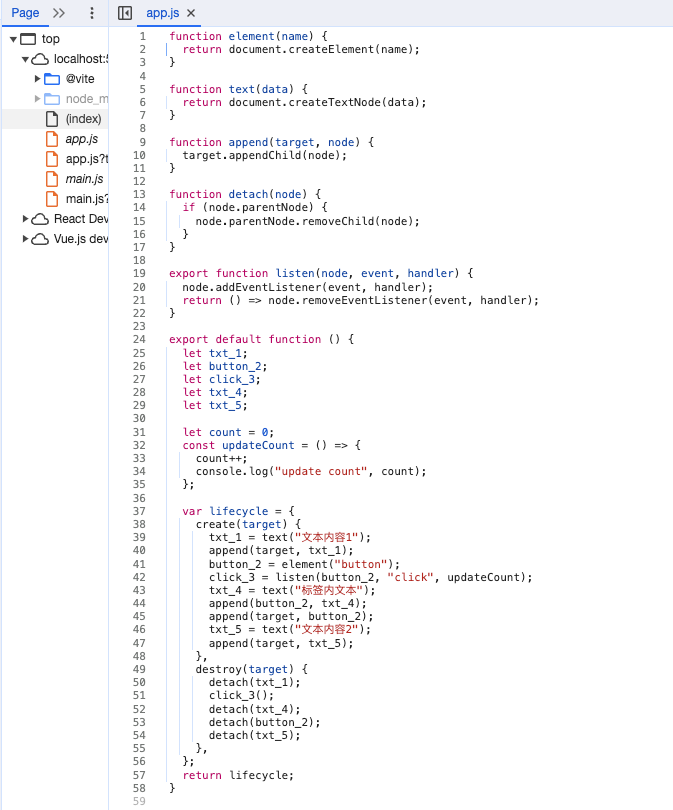 Page
app.js
top
localhost:5
@vite
node_m
(index)
app.js
app.js?t
main.js
main.js?
React Dev
Vue.js dev
1 function element(name) {
2   return document.createElement(name);
3 }
4
5 function text(data) {
6   return document.createTextNode(data);
7 }
8
9 function append(target, node) {
10   target.appendChild(node);
11 }
12
13 function detach(node) {
14   if (node.parentNode) {
15     node.parentNode.removeChild(node);
16   }
17 }
18
19 export function listen(node, event, handler) {
20   node.addEventListener(event, handler);
21   return () => node.removeEventListener(event, handler);
22 }
23
24 export default function () {
25   let txt_1;
26   let button_2;
27   let click_3;
28   let txt_4;
29   let txt_5;
30
31   let count = 0;
32   const updateCount = () => {
33     count++;
34     console.log("update count", count);
35   };
36
37   var lifecycle = {
38     create(target) {
39       txt_1 = text("文本内容1");
40       append(target, txt_1);
41       button_2 = element("button");
42       click_3 = listen(button_2, "click", updateCount);
43       txt_4 = text("标签内文本");
44       append(button_2, txt_4);
45       append(target, button_2);
46       txt_5 = text("文本内容2");
47       append(target, txt_5);
48     },
49     destroy(target) {
50       detach(txt_1);
51       click_3();
52       detach(txt_4);
53       detach(button_2);
54       detach(txt_5);
55     },
56   };
57   return lifecycle;
58 }
59